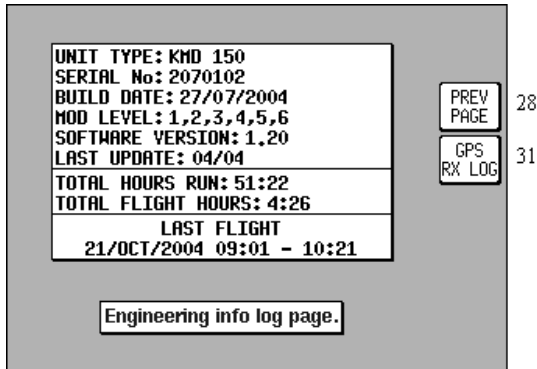 UNIT TYPE: KMD 150
SERIAL No: 2070102
BUILD DATE: 27/07/2004
MOD LEVEL: 1,2,3,4,5,6
SOFTWARE VERSION: 1.20
LAST UPDATE: 04/04
TOTAL HOURS RUN: 51:22
TOTAL FLIGHT HOURS: 4:26
LAST FLIGHT
21/OCT/2004 09:01 - 10:21
PREV
PAGE
28
GPS
RX LOG
31
Engineering info log page.